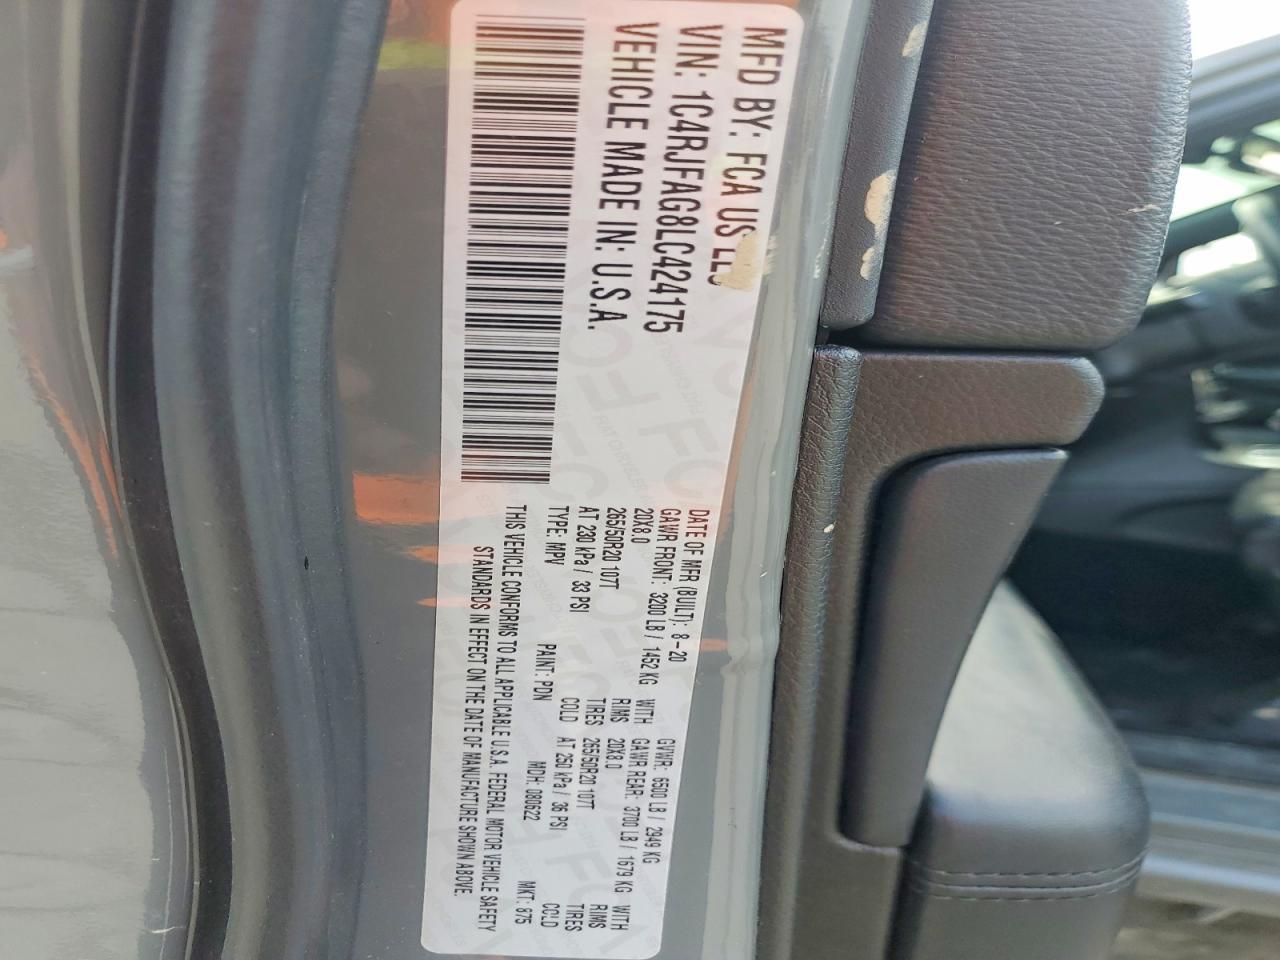 MFD BY: FCA US LLC
VIN: 1C4RJFAG8LC424175
VEHICLE MADE IN: U.S.A.
DATE OF MFR (BUILT): 8-20 GVWR: 6500 LB / 2949 KG
GAWR FRONT: 3200 LB / 1452 KG WITH GAWR REAR: 3700 LB / 1679 KG WITH
20X8.0 RIMS 20X8.0 RIMS
265/50R20 107T TIRES 265/50R20 107T TIRES
AT 230 kPa / 33 PSI COLD AT 250 kPa / 36 PSI COLD
TYPE: MPV PAINT: PDN MDH: 080622 MKT: 875
THIS VEHICLE CONFORMS TO ALL APPLICABLE U.S.A. FEDERAL MOTOR VEHICLE SAFETY
STANDARDS IN EFFECT ON THE DATE OF MANUFACTURE SHOWN ABOVE.